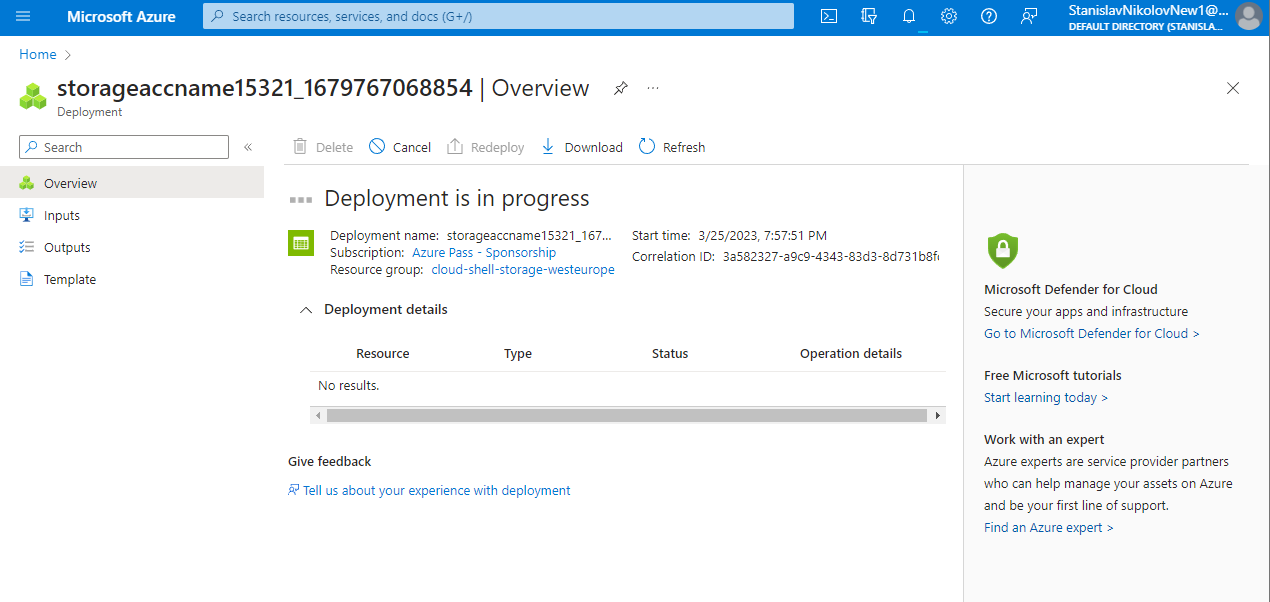 Microsoft Azure
Search resources, services, and docs (G+/)
StanislavNikolovNew1@...
DEFAULT DIRECTORY (STANISLA...
Home >
storageaccname15321_1679767068854 | Overview
...
Deployment
Search
«
Delete
Cancel
Redeploy
Download
Refresh
Overview
Inputs
Outputs
Template
Deployment is in progress
Deployment name: storageaccname15321_167...
Subscription: Azure Pass - Sponsorship
Resource group: cloud-shell-storage-westeurope
Start time: 3/25/2023, 7:57:51 PM
Correlation ID: 3a582327-a9c9-4343-83d3-8d731b8f
Deployment details
Resource Type Status Operation details
No results.
Give feedback
Tell us about your experience with deployment
Microsoft Defender for Cloud
Secure your apps and infrastructure
Go to Microsoft Defender for Cloud >
Free Microsoft tutorials
Start learning today >
Work with an expert
Azure experts are service provider partners
who can help manage your assets on Azure
and be your first line of support.
Find an Azure expert >